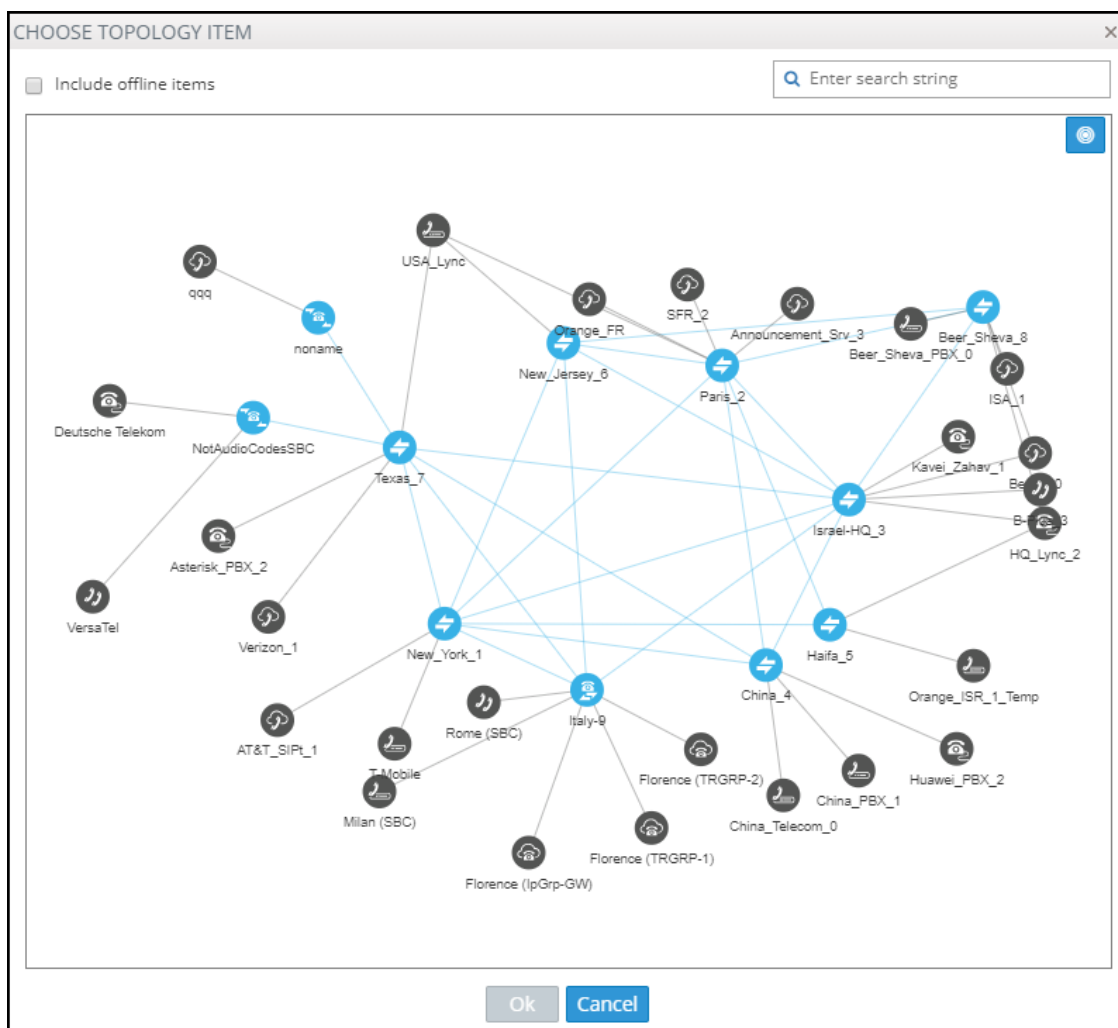 CHOOSE TOPOLOGY ITEM
Include offline items
Enter search string
USA_Lync
qqq
SFR_2
Orange_FR
Announcement_Srv_3
Beer_Sheva_8
noname
Beer_Sheva_PBX_0
New_Jersey_6
Paris_2
ISA_1
Deutsche Telekom
NotAudioCodesSBC
Kavei_Zahav_1
Texas_7
Israel-HQ_3
HQ_Lync_2
Asterisk_PBX_2
VersaTel
Verizon_1
New_York_1
Haifa_5
China_4
Orange_ISR_1_Temp
Italy-9
Rome (SBC)
AT&T_SIPt_1
T-Mobile
Florence (TRGRP-2)
Huawei_PBX_2
China_PBX_1
Milan (SBC)
China_Telecom_0
Florence (TRGRP-1)
Florence (IpGrp-GW)
Ok
Cancel